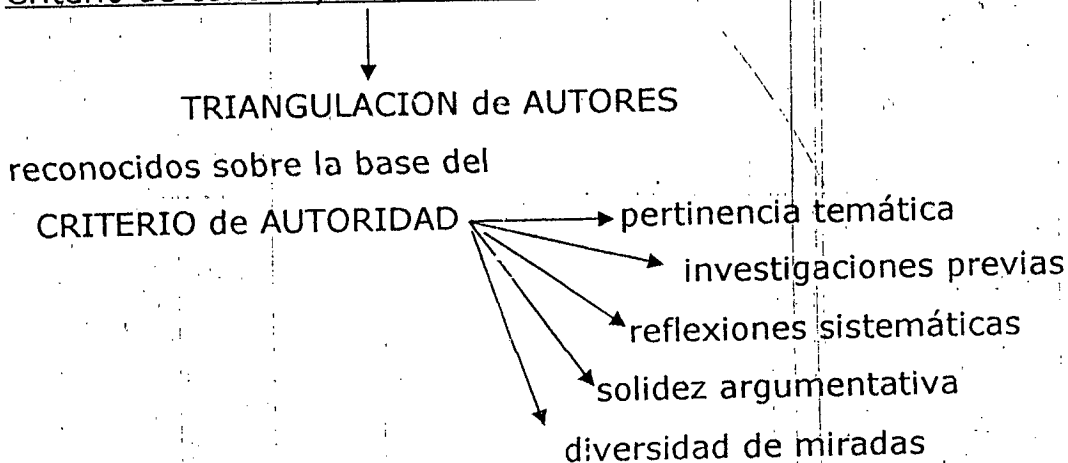 TRIANGULACION de AUTORES
reconocidos sobre la base del
CRITERIO de AUTORIDAD
pertinencia temática
investigaciones previas
reflexiones sistemáticas
solidez argumentativa
diversidad de miradas